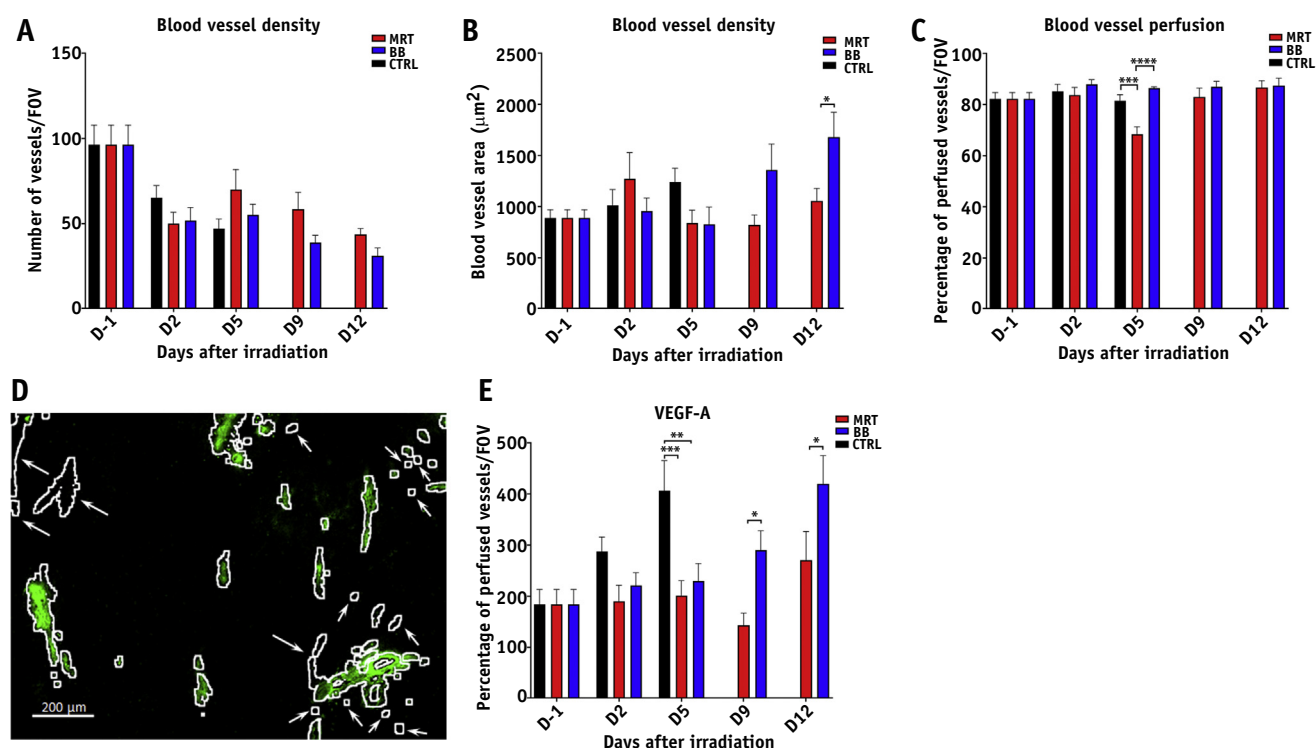 A
Blood vessel density
MRT
BB
CTRL
Number of vessels/FOV
150
100
50
0
D-1
D2
D5
D9
D12
Days after irradiation
B
Blood vessel density
MRT
BB
CTRL
*
Blood vessel area (μm²)
2500
2000
1500
1000
500
0
D-1
D2
D5
D9
D12
Days after irradiation
C
Blood vessel perfusion
MRT
BB
CTRL
****
***
Percentage of perfused vessels/FOV
100
80
60
40
20
0
D-1
D2
D5
D9
D12
Days after irradiation
D
200 μm
E
VEGF-A
MRT
BB
CTRL
**
***
*
*
Percentage of perfused vessels/FOV
500
400
300
200
100
0
D-1
D2
D5
D9
D12
Days after irradiation